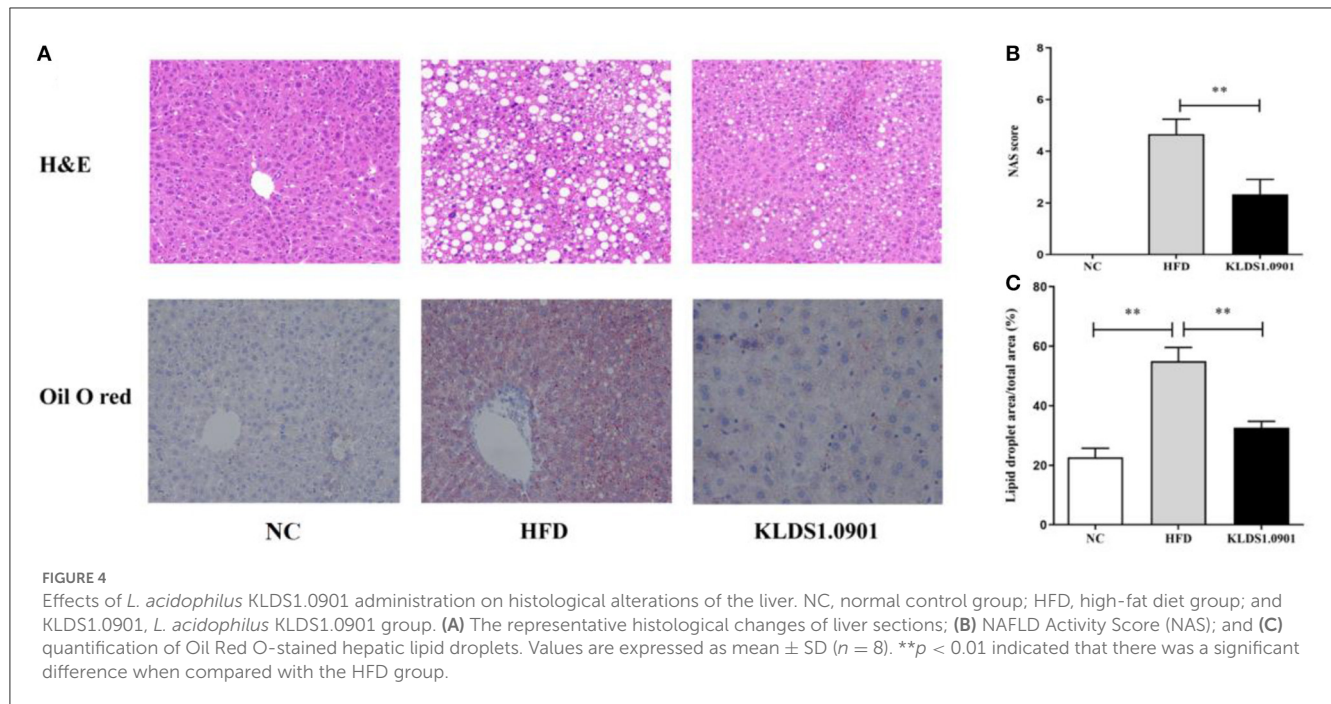 A
H&E
Oil O red
NC
HFD
KLDS1.0901
B
NAS score
8
6
4
2
0
**
NC
HFD
KLDS1.0901
C
Lipid droplet area/total area (%)
80
60
40
20
0
**
**
NC
HFD
KLDS1.0901
FIGURE 4
Effects of L. acidophilus KLDS1.0901 administration on histological alterations of the liver. NC, normal control group; HFD, high-fat diet group; and
KLDS1.0901, L. acidophilus KLDS1.0901 group. (A) The representative histological changes of liver sections; (B) NAFLD Activity Score (NAS); and (C)
quantification of Oil Red O-stained hepatic lipid droplets. Values are expressed as mean ± SD (n = 8). **p < 0.01 indicated that there was a significant
difference when compared with the HFD group.